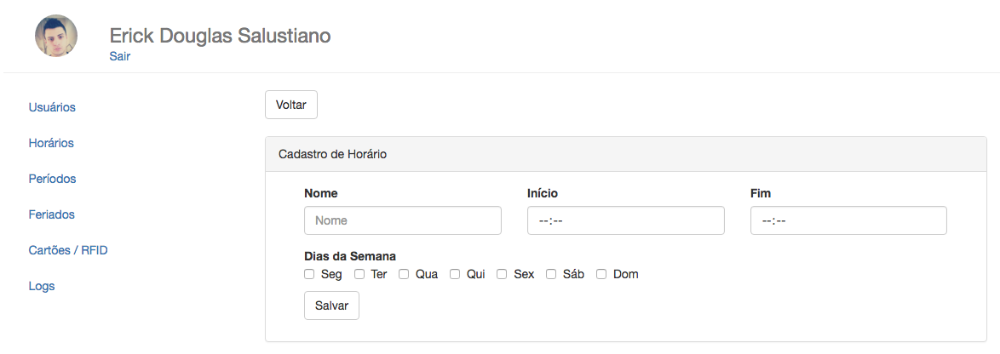 Erick Douglas Salustiano
Sair
Usuários
Horários
Períodos
Feriados
Cartões / RFID
Logs
Voltar
Cadastro de Horário
Nome Início Fim
Nome --:-- --:--
Dias da Semana
Seg Ter Qua Qui Sex Sáb Dom
Salvar